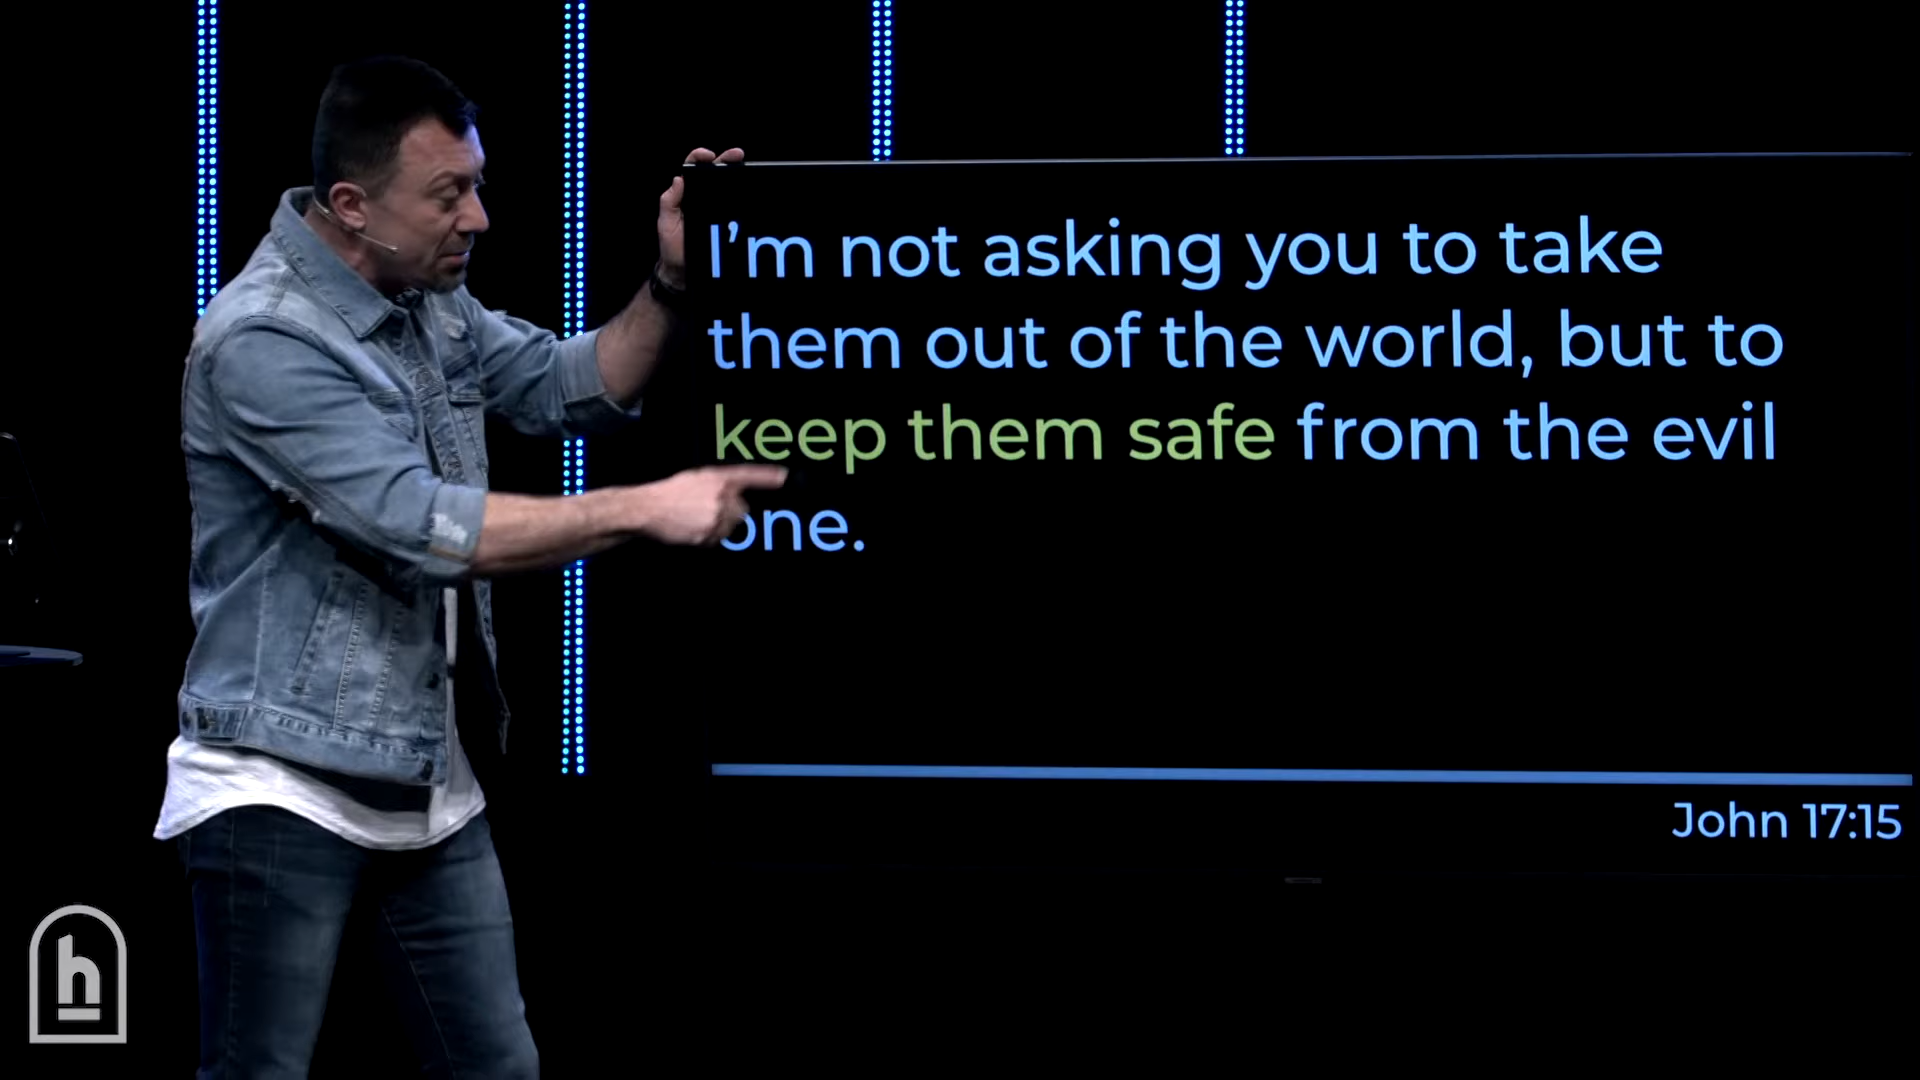 I'm not asking you to take
them out of the world, but to
keep them safe from the evil
one.
John 17:15
h